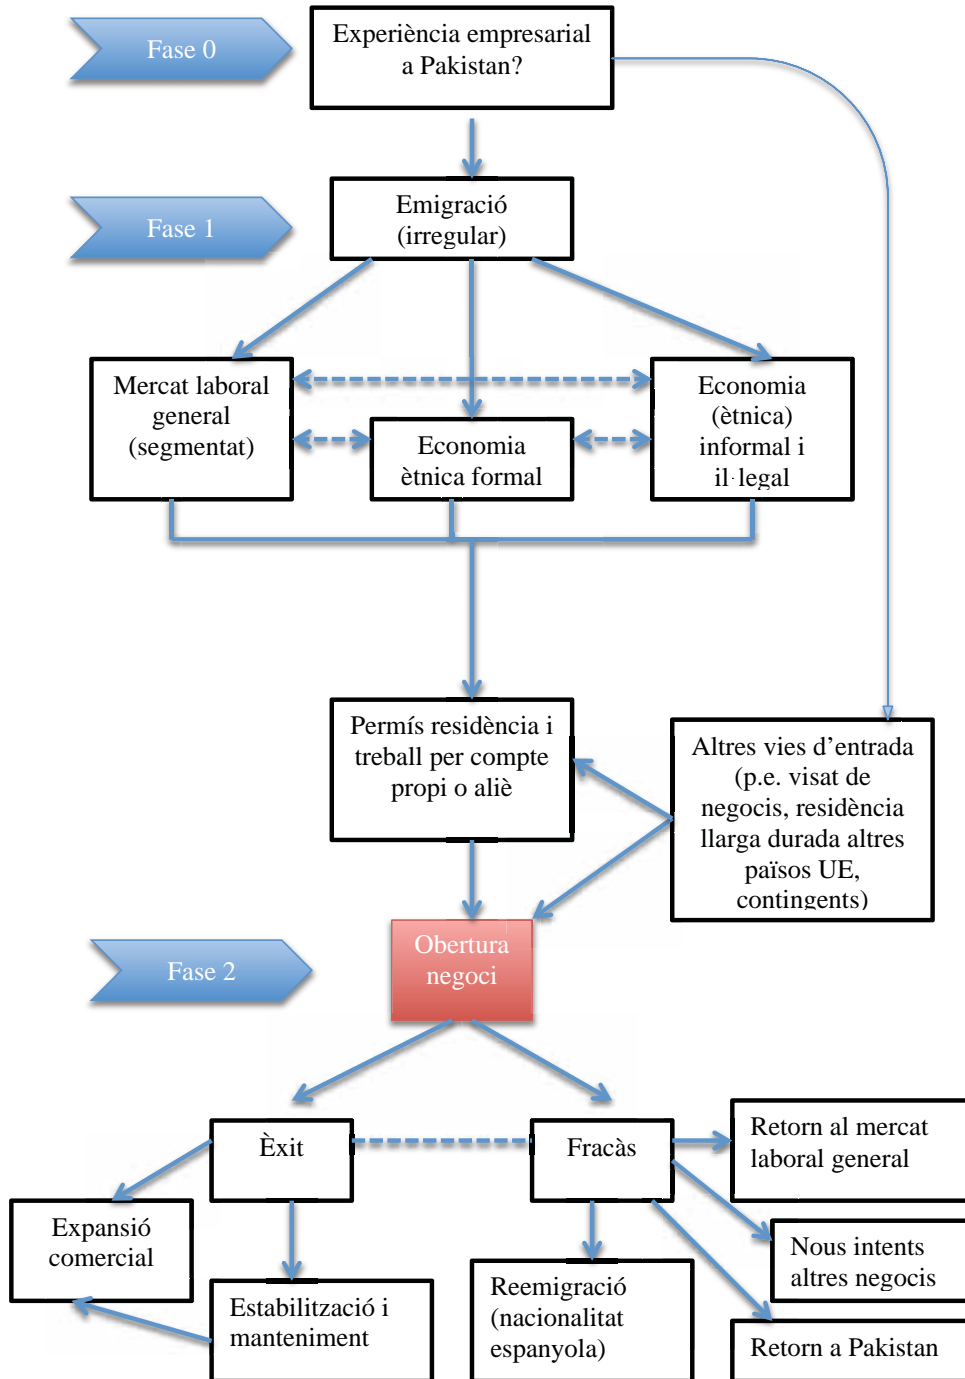 Fase 0
Experiència empresarial
a Pakistan?
Fase 1
Emigració
(irregular)
Mercat laboral
general
(segmentat)
Economia
ètnica formal
Economia
(ètnica)
informal i
il·legal
Permís residència i
treball per compte
propi o aliè
Altres vies d’entrada
(p.e. visat de
negocis, residència
llarga durada altres
països UE,
contingents)
Fase 2
Obertura
negoci
Èxit
Fracàs
Retorn al mercat
laboral general
Expansió
comercial
Nous intents
altres negocis
Estabilització i
manteniment
Reemigració
(nacionalitat
espanyola)
Retorn a Pakistan